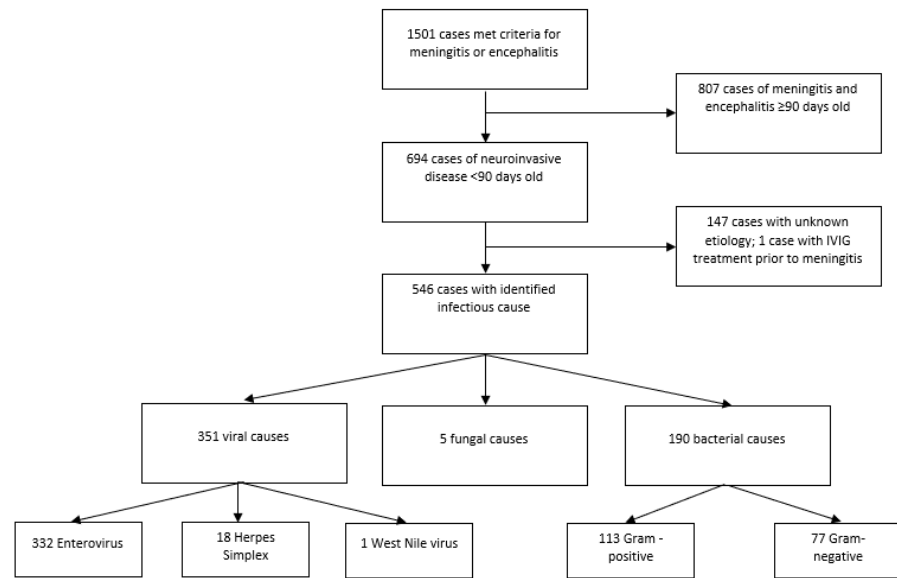 1501 cases met criteria for
meningitis or encephalitis
807 cases of meningitis and
encephalitis ≥90 days old
694 cases of neuroinvasive
disease <90 days old
147 cases with unknown
etiology; 1 case with IVIG
treatment prior to meningitis
546 cases with identified
infectious cause
351 viral causes
5 fungal causes
190 bacterial causes
332 Enterovirus
18 Herpes
Simplex
1 West Nile virus
113 Gram -
positive
77 Gram-
negative